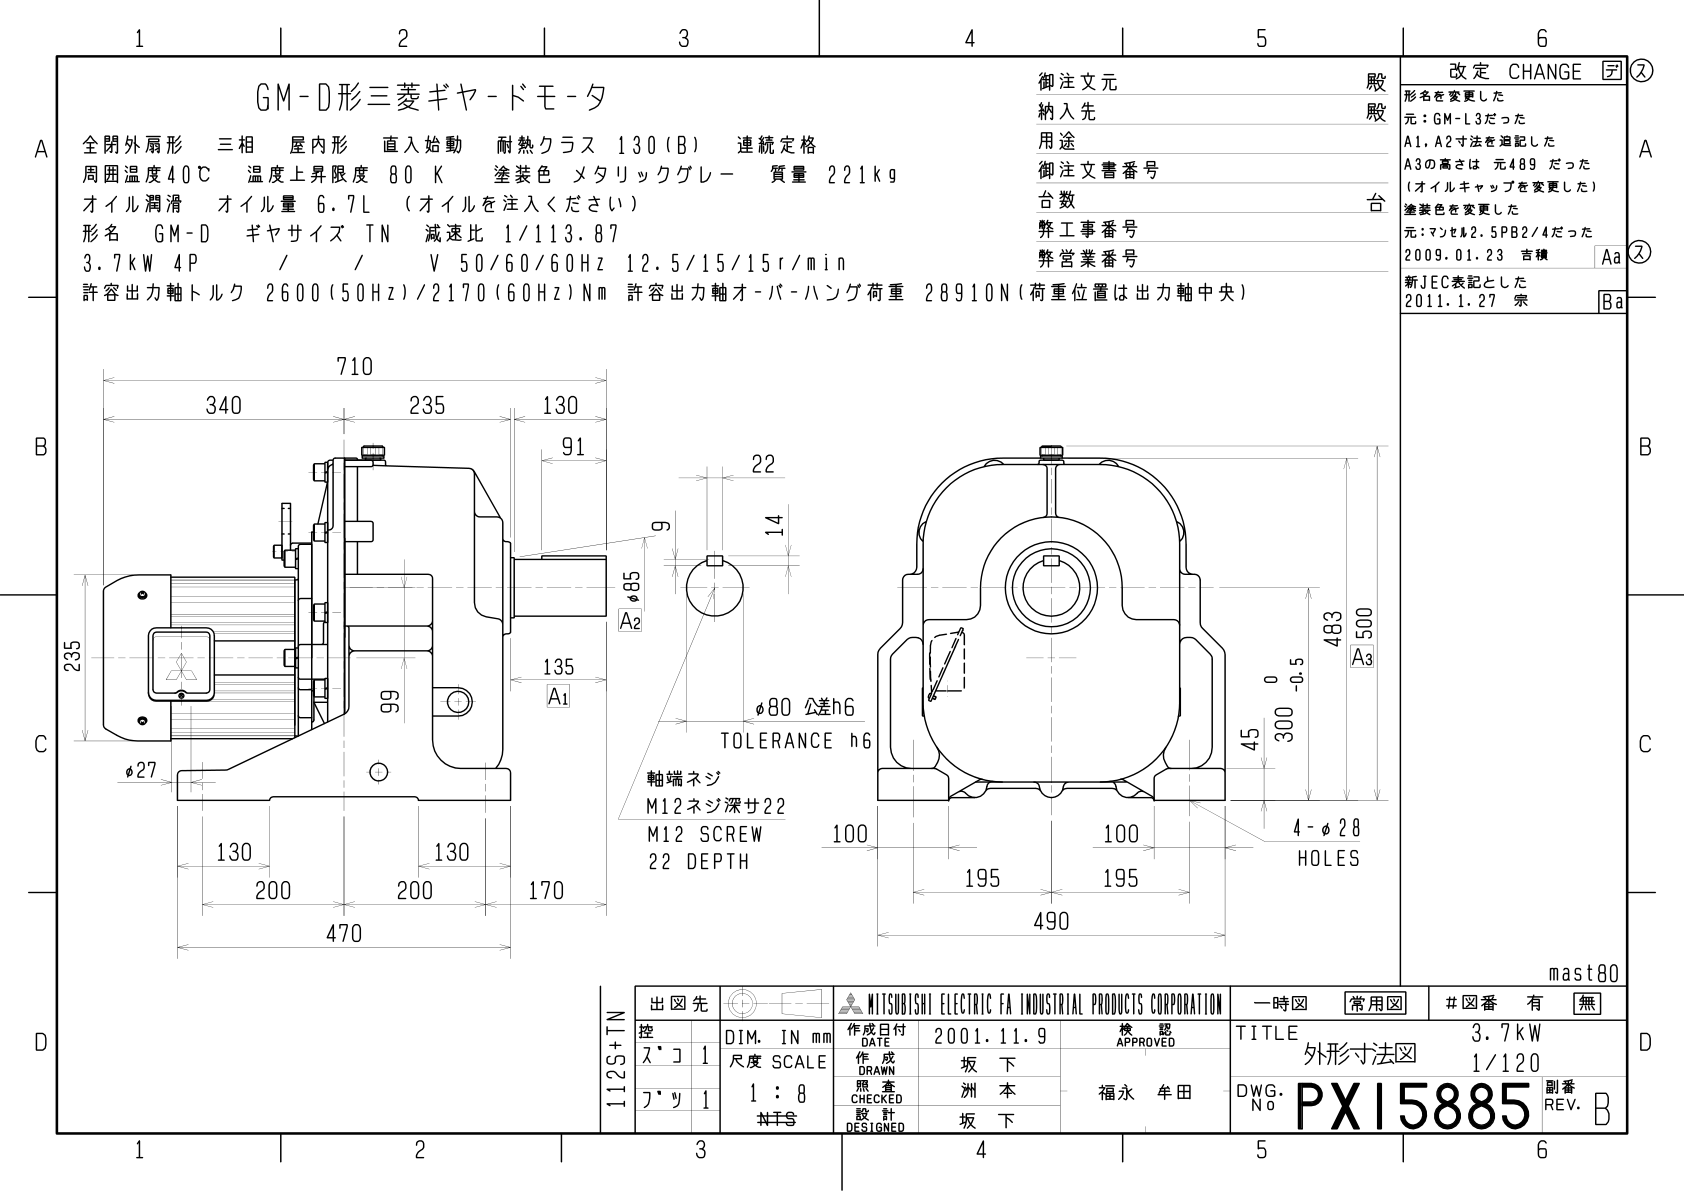 1 2 3 4 5 6
GM-D形三菱ギヤードモータ
全閉外扇形 三相 屋内形 直入始動 耐熱クラス 130(B) 連続定格
周囲温度40℃ 温度上昇限度 80 K 塗装色 メタリックグレー 質量 221kg
オイル潤滑 オイル量 6.7L (オイルを注入ください)
形名 GM-D ギヤサイズ TN 減速比 1/113.87
3.7kW 4P / / V 50/60/60Hz 12.5/15/15r/min
許容出力軸トルク 2600(50Hz)/2170(60Hz)Nm 許容出力軸オーバーハング荷重 28910N(荷重位置は出力軸中央)
御注文元 殿
納入先 殿
用途
御注文書番号
台数 台
弊工事番号
弊営業番号
改定 CHANGE デ ス
形名を変更した
元:GM-L3だった
A1,A2寸法を追記した
A3の高さは 元489 だった
(オイルキャップを変更した)
塗装色を変更した
元:マンセル2.5PB2/4だった
2009.01.23 吉積 Aa ス
新JEC表記とした
2011.1.27 宗 Ba
A A
B B
C C
D D
710
340 235 130
91
235
99
φ27
φ85
A2
135
A1
130 130
200 200 170
470
22
9
14
φ80 公差h6
TOLERANCE h6
軸端ネジ
M12ネジ深サ22
M12 SCREW
22 DEPTH
483
500
A3
0
300 -0.5
45
100 100
195 195
490
4-φ28
HOLES
mast80
112S+TN
出図先
控
ズコ 1
ブツ 1
DIM. IN mm
尺度 SCALE
1 : 8
NTS
MITSUBISHI ELECTRIC FA INDUSTRIAL PRODUCTS CORPORATION
作成日付
DATE
2001.11.9
作 成
DRAWN
坂 下
照 査
CHECKED
洲 本
設 計
DESIGNED
坂 下
検 認
APPROVED
福永 牟田
一時図 常用図 #図番 有 無
TITLE
外形寸法図
3.7kW
1/120
DWG.
No
PX15885
副番
REV.
B
1 2 3 4 5 6